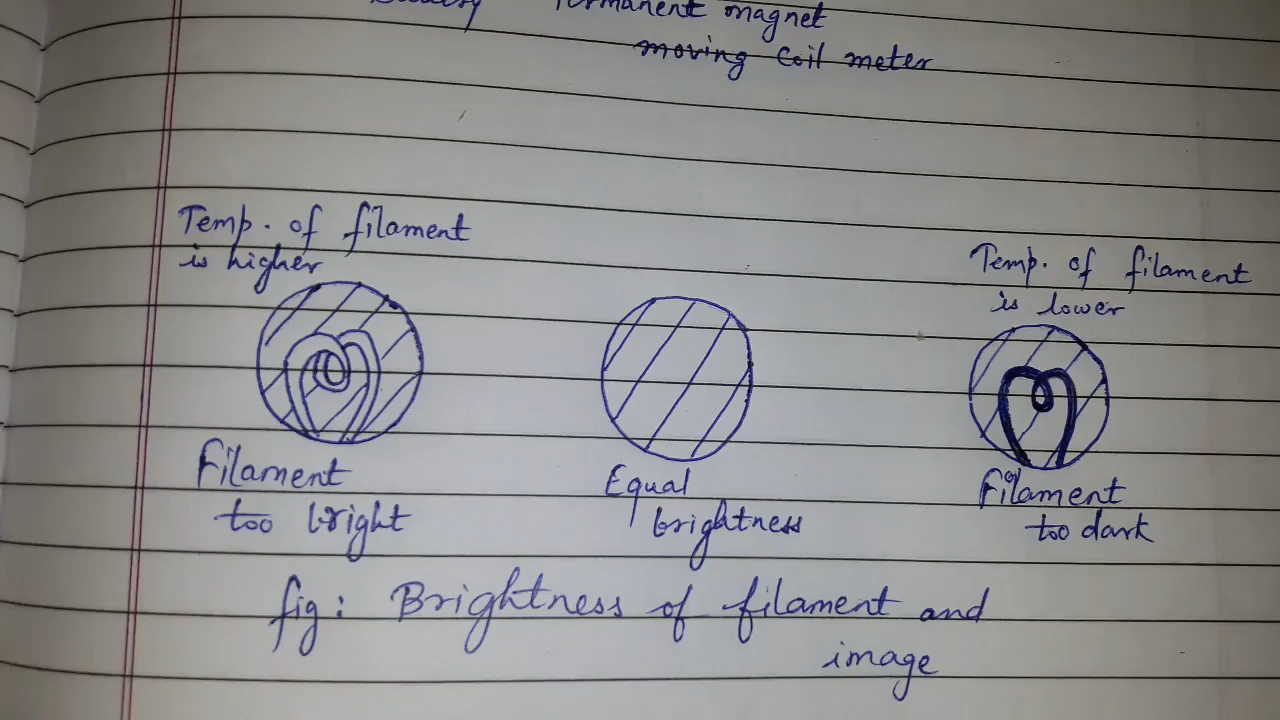 Permanent magnet
moving coil meter
Temp. of filament
is higher
Temp. of filament
is lower
Filament
too bright
Equal
brightness
Filament
too dark
fig: Brightness of filament and
image